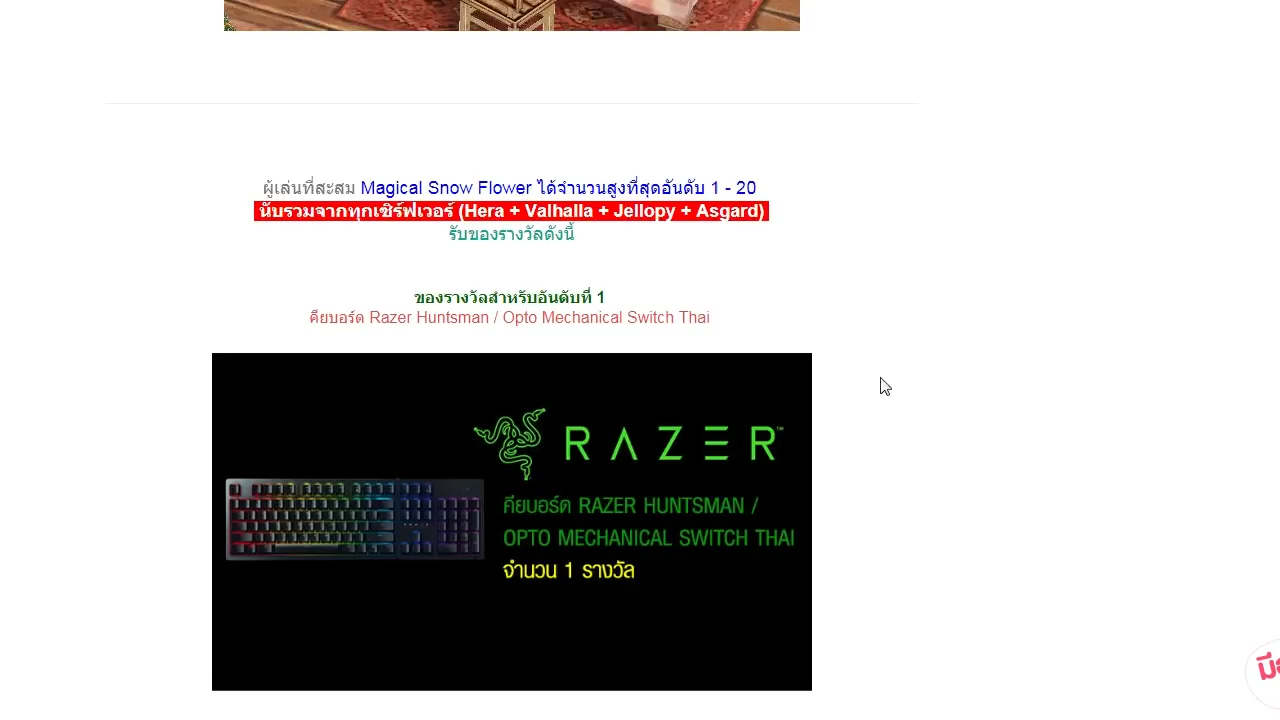 ผู้เล่นที่สะสม Magical Snow Flower ได้จำนวนสูงที่สุดอันดับ 1 - 20
นับรวมจากทุกเซิร์ฟเวอร์ (Hera + Valhalla + Jellopy + Asgard)
รับของรางวัลดังนี้
ของรางวัลสำหรับอันดับที่ 1
คีย์บอร์ด Razer Huntsman / Opto Mechanical Switch Thai
RAZER™
คีย์บอร์ด RAZER HUNTSMAN /
OPTO MECHANICAL SWITCH THAI
จำนวน 1 รางวัล